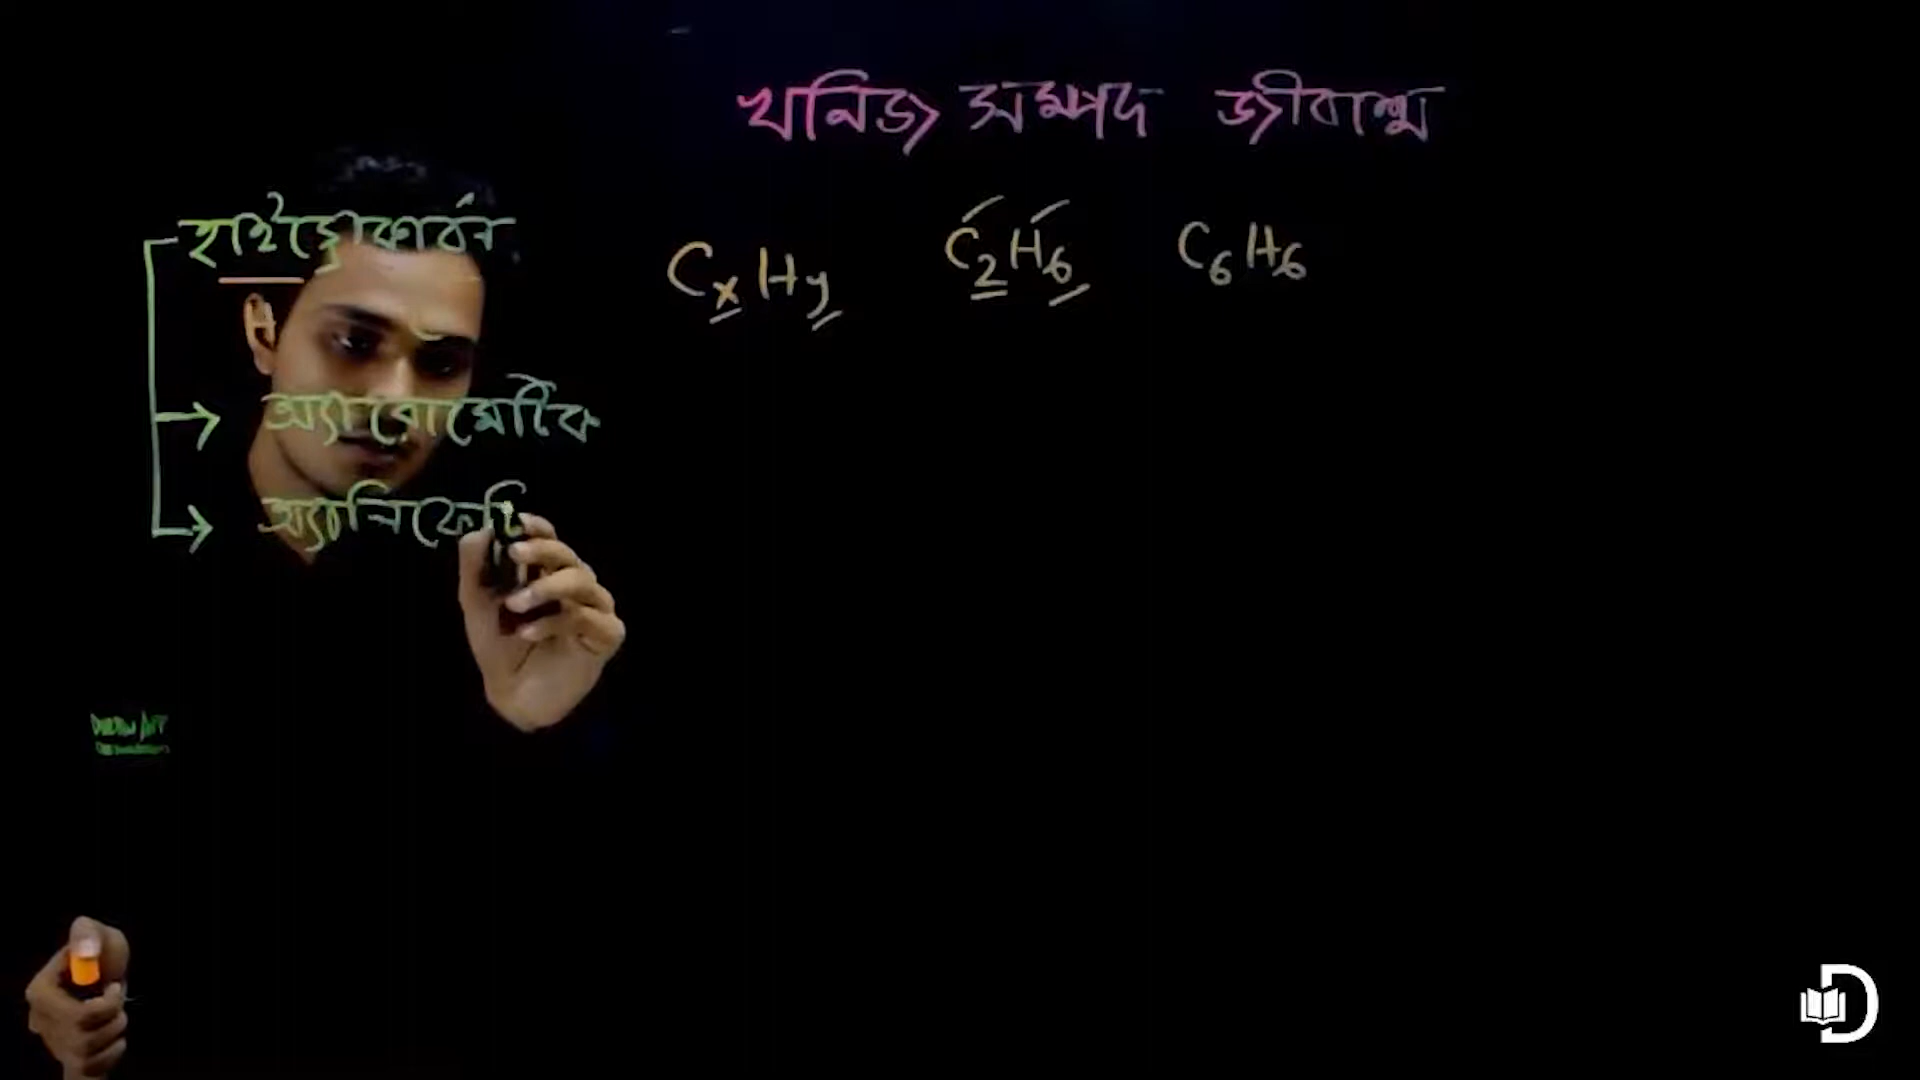 খনিজ সম্পদ জীবাশ্ম
হাইড্রোকার্বন
CxHy C2H6 C6H6
অ্যারোমেটিক
অ্যালিফেটি